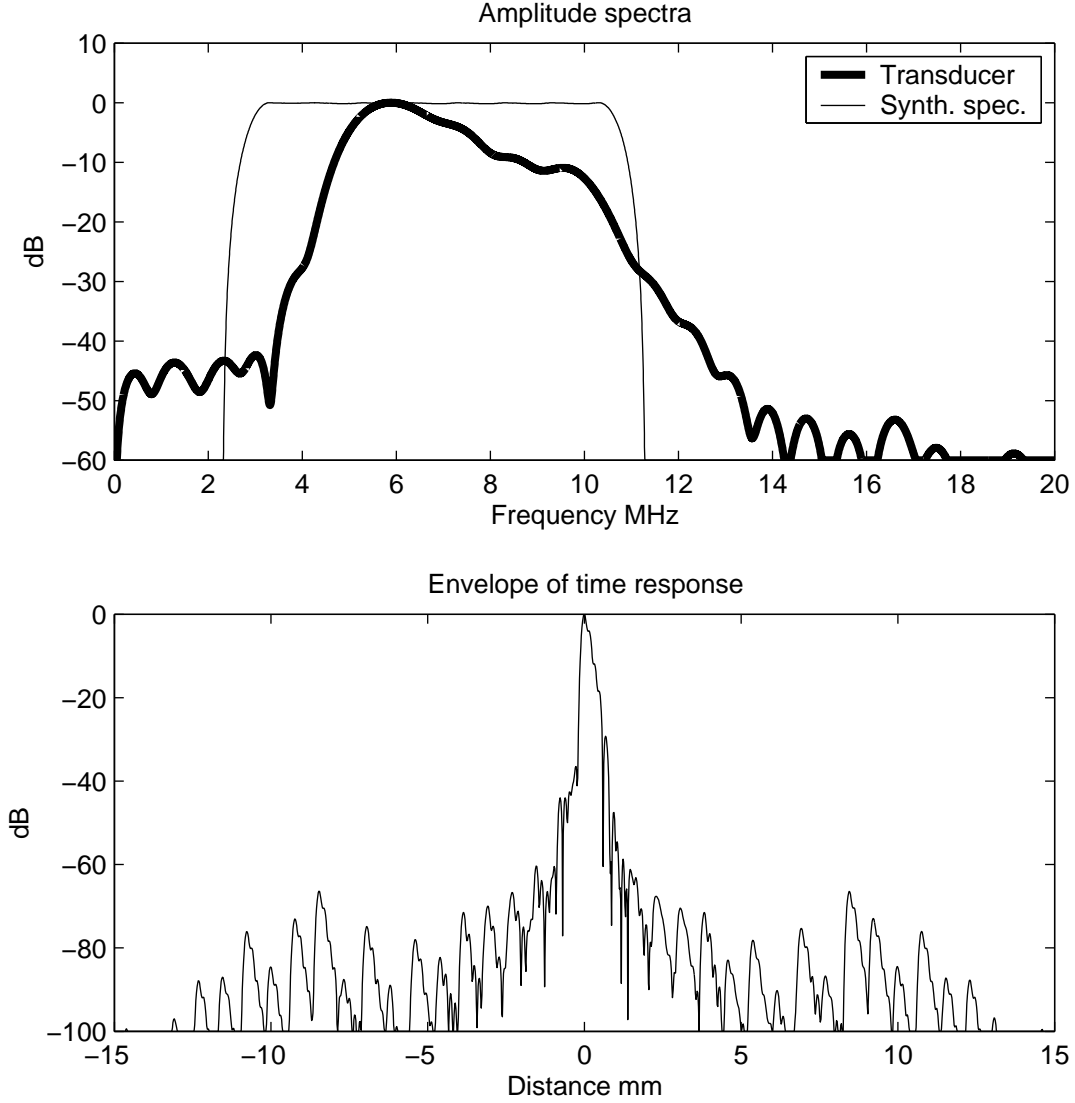 Amplitude spectra
10
0
−10
−20
−30
−40
−50
−60
dB
Transducer
Synth. spec.
0 2 4 6 8 10 12 14 16 18 20
Frequency MHz
Envelope of time response
0
−20
−40
−60
−80
−100
dB
−15 −10 −5 0 5 10 15
Distance mm